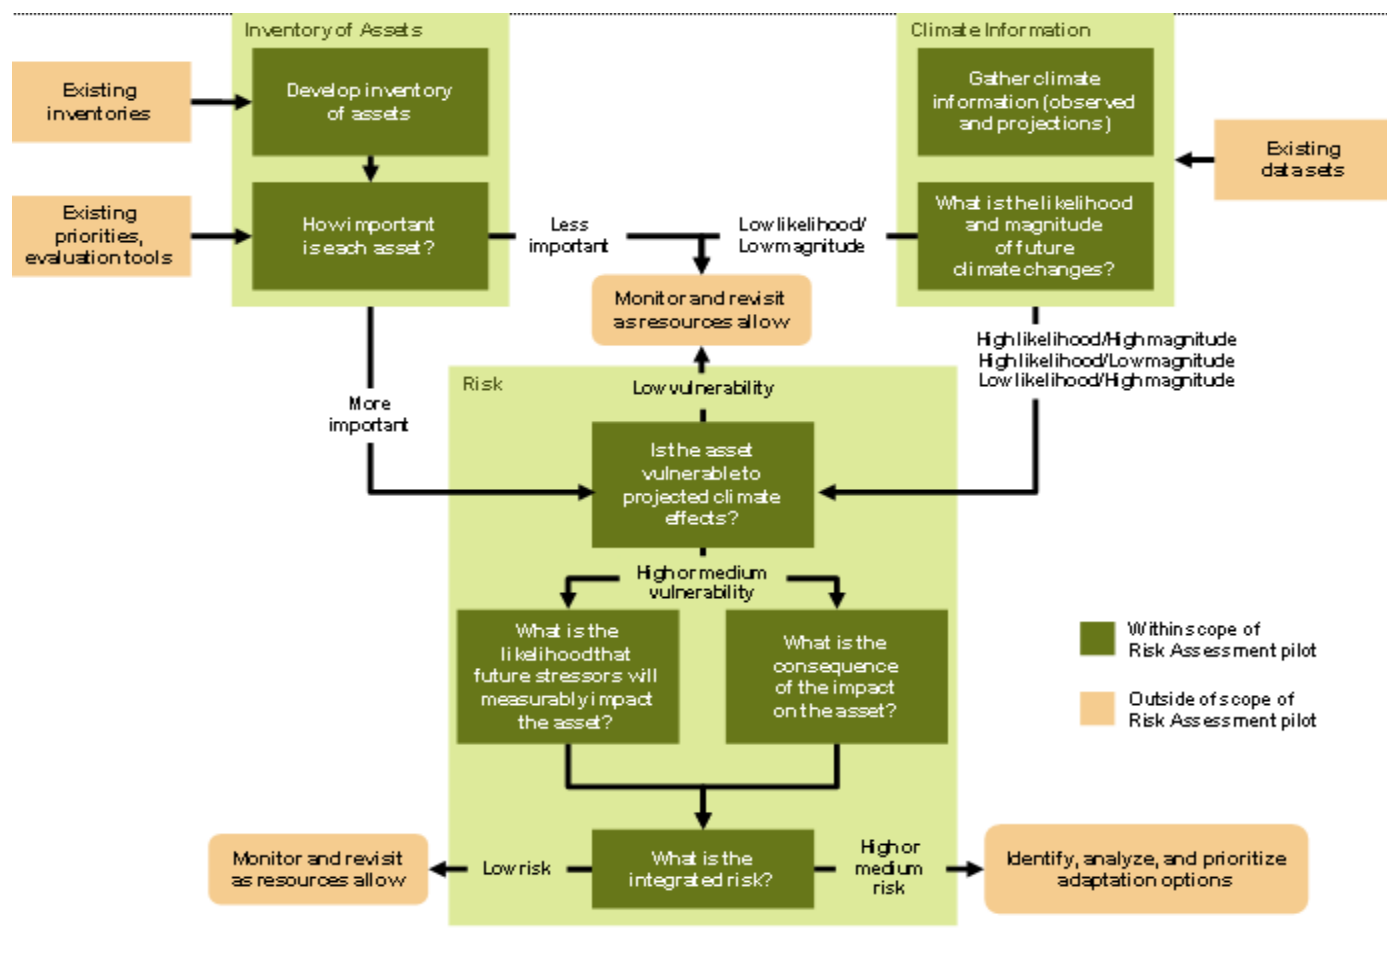 Inventory of Assets
Climate Information
Existing
inventories
Develop inventory
of assets
Gather climate
information (observed
and projections)
Existing
data sets
Existing
priorities,
evaluation tools
How important
is each asset?
Less
important
Low likelihood/
Low magnitude
What is the likelihood
and magnitude
of future
climate changes?
Monitor and revisit
as resources allow
High likelihood/High magnitude
High likelihood/Low magnitude
Low likelihood/High magnitude
Risk
Low vulnerability
More
important
Is the asset
vulnerable to
projected climate
effects?
High or medium
vulnerability
What is the
likelihood that
future stressors will
measurably impact
the asset?
What is the
consequence
of the impact
on the asset?
Within scope of
Risk Assessment pilot
Outside of scope of
Risk Assessment pilot
Monitor and revisit
as resources allow
Low risk
What is the
integrated risk?
High or
medium
risk
Identify, analyze, and prioritize
adaptation options